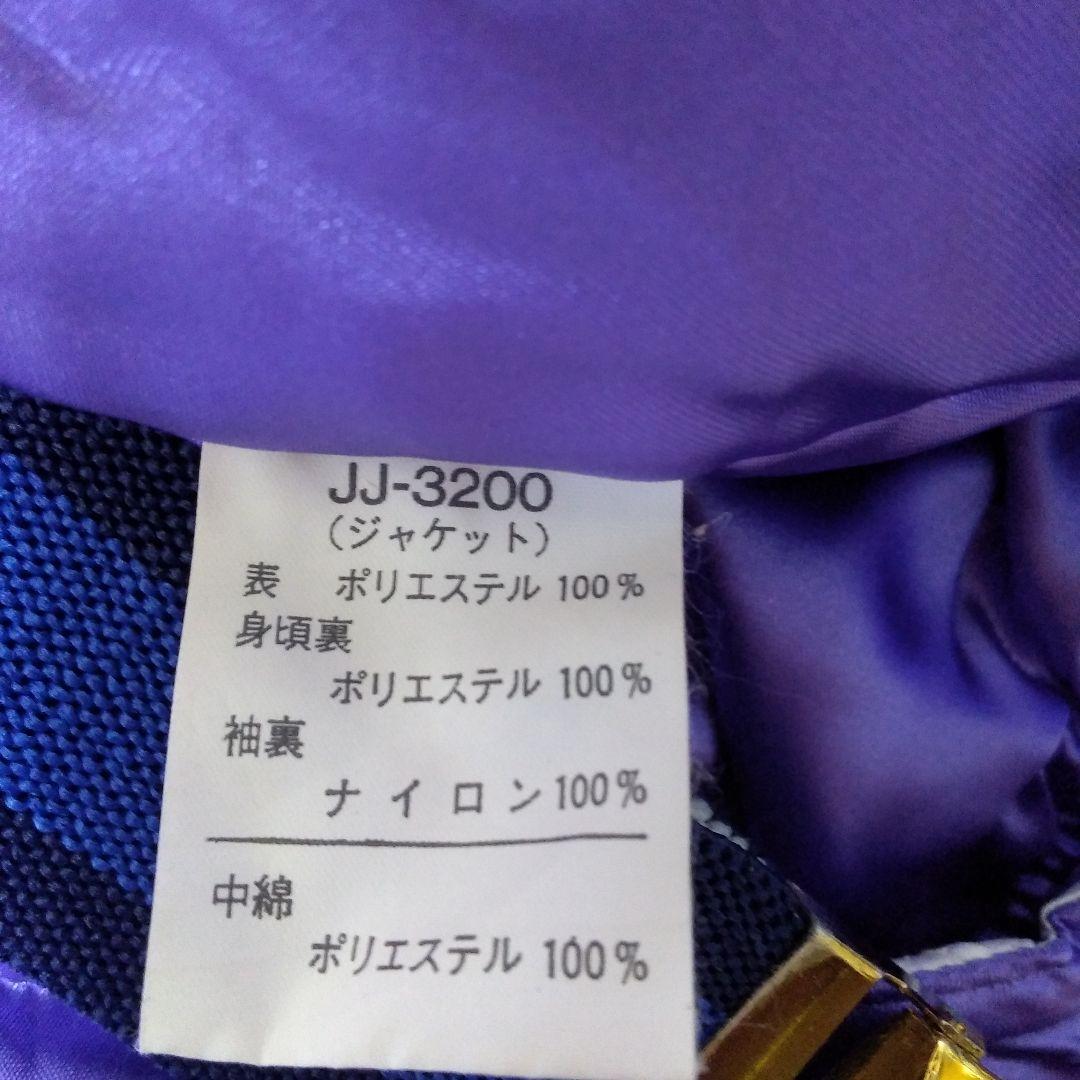 JJ-3200
(ジャケット)
表 ポリエステル 100%
身頃裏
ポリエステル 100%
袖裏
ナイロン 100%
中綿
ポリエステル 100%